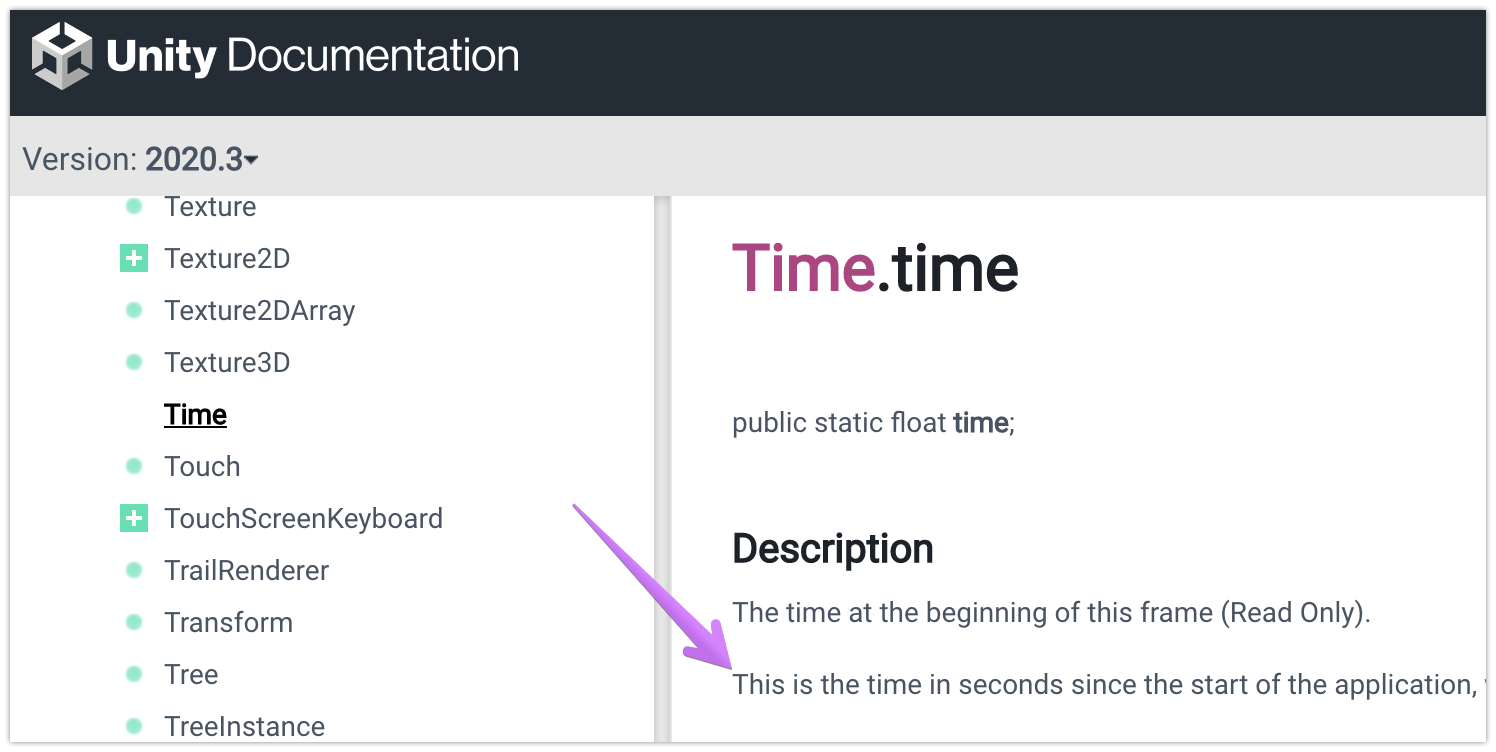 Unity Documentation
Version: 2020.3
Texture
Texture2D
Texture2DArray
Texture3D
Time
Touch
TouchScreenKeyboard
TrailRenderer
Transform
Tree
TreeInstance
Time.time
public static float time;
Description
The time at the beginning of this frame (Read Only).
This is the time in seconds since the start of the application,